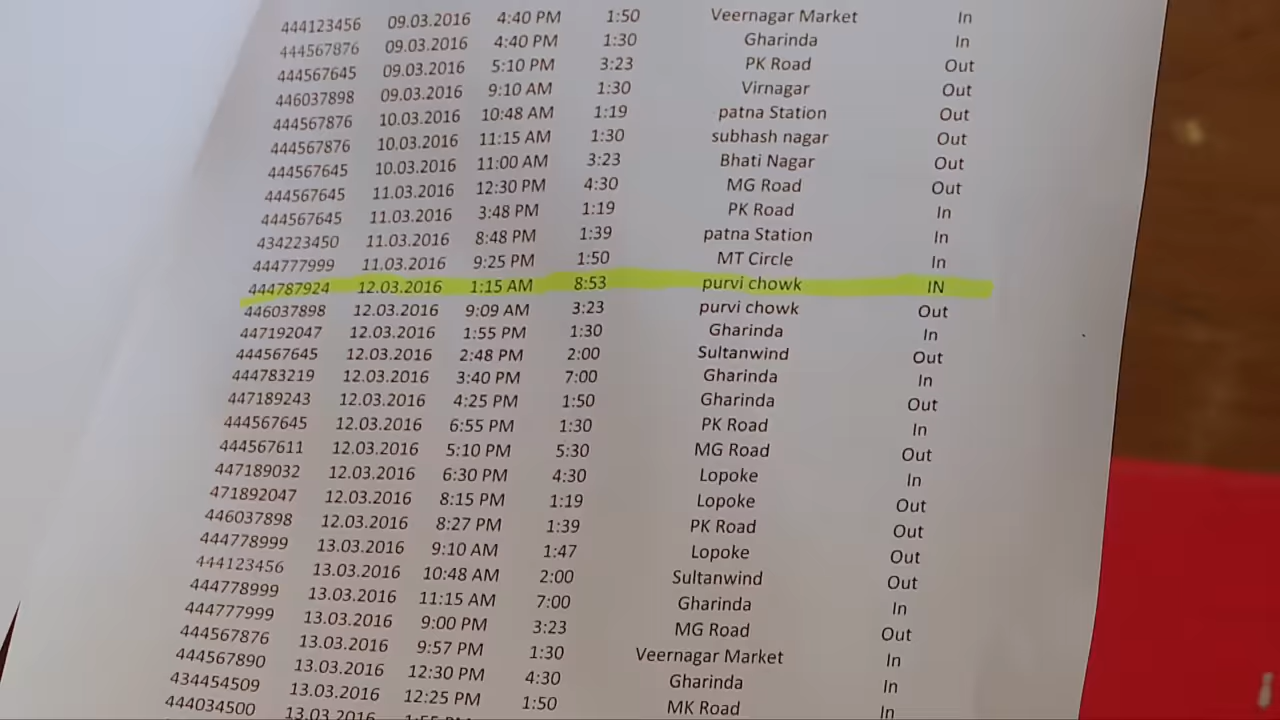 444123456 09.03.2016 4:40 PM 1:50 Veernagar Market In
444567876 09.03.2016 4:40 PM 1:30 Gharinda In
444567645 09.03.2016 5:10 PM 3:23 PK Road Out
446037898 09.03.2016 9:10 AM 1:30 Virnagar Out
444567876 10.03.2016 10:48 AM 1:19 patna Station Out
444567876 10.03.2016 11:15 AM 1:30 subhash nagar Out
444567645 10.03.2016 11:00 AM 3:23 Bhati Nagar Out
444567645 11.03.2016 12:30 PM 4:30 MG Road Out
444567645 11.03.2016 3:48 PM 1:19 PK Road In
434223450 11.03.2016 8:48 PM 1:39 patna Station In
444777999 11.03.2016 9:25 PM 1:50 MT Circle In
444787924 12.03.2016 1:15 AM 8:53 purvi chowk IN
446037898 12.03.2016 9:09 AM 3:23 purvi chowk Out
447192047 12.03.2016 1:55 PM 1:30 Gharinda In
444567645 12.03.2016 2:48 PM 2:00 Sultanwind Out
444783219 12.03.2016 3:40 PM 7:00 Gharinda In
447189243 12.03.2016 4:25 PM 1:50 Gharinda Out
444567645 12.03.2016 6:55 PM 1:30 PK Road In
444567611 12.03.2016 5:10 PM 5:30 MG Road Out
447189032 12.03.2016 6:30 PM 4:30 Lopoke In
471892047 12.03.2016 8:15 PM 1:19 Lopoke Out
446037898 12.03.2016 8:27 PM 1:39 PK Road Out
444778999 13.03.2016 9:10 AM 1:47 Lopoke Out
444123456 13.03.2016 10:48 AM 2:00 Sultanwind Out
444778999 13.03.2016 11:15 AM 7:00 Gharinda In
444777999 13.03.2016 9:00 PM 3:23 MG Road Out
444567876 13.03.2016 9:57 PM 1:30 Veernagar Market In
444567890 13.03.2016 12:30 PM 4:30 Gharinda In
434454509 13.03.2016 12:25 PM 1:50 MK Road In
444034500 13.03.2016